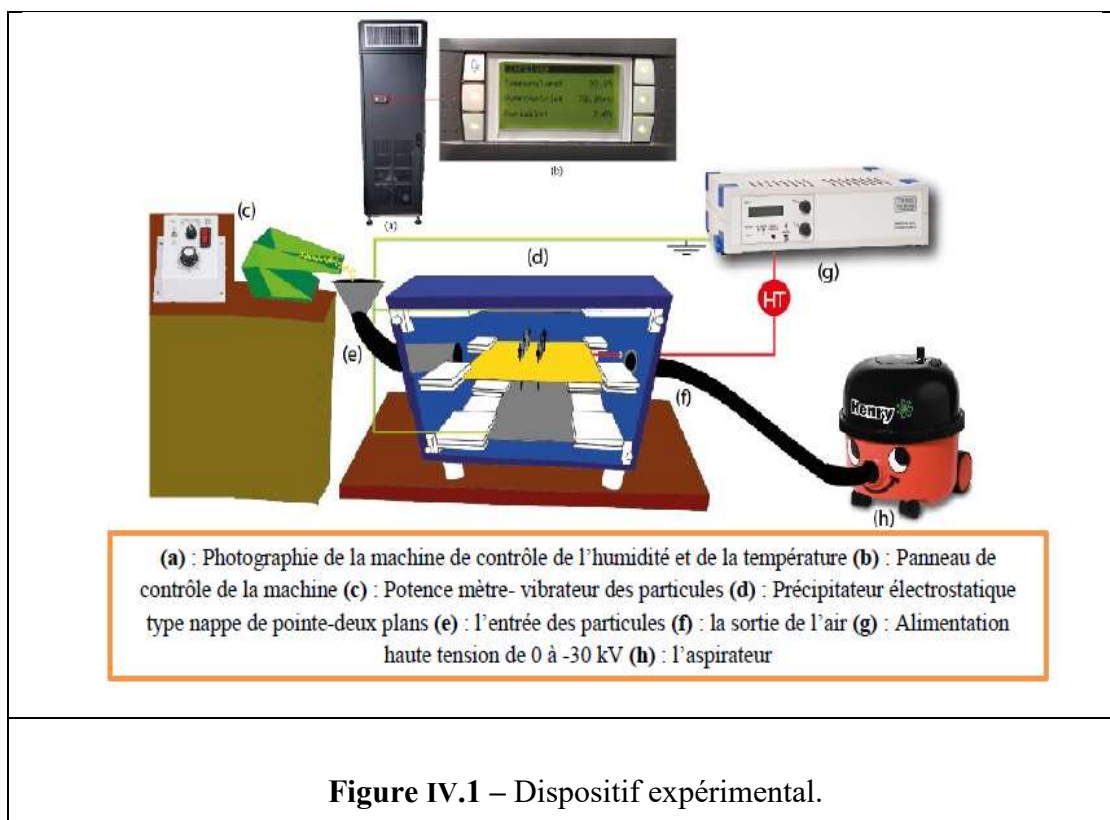 (a)
(b)
(c)
(d)
(g)
HT
(e)
(f)
Henry
(h)
(a) : Photographie de la machine de contrôle de l’humidité et de la température (b) : Panneau de
contrôle de la machine (c) : Potence mètre- vibrateur des particules (d) : Précipitateur électrostatique
type nappe de pointe-deux plans (e) : l’entrée des particules (f) : la sortie de l’air (g) : Alimentation
haute tension de 0 à -30 kV (h) : l’aspirateur
Figure IV.1 – Dispositif expérimental.